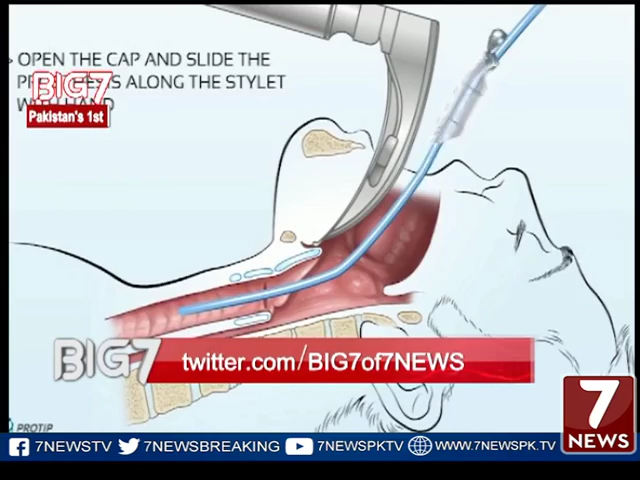 OPEN THE CAP AND SLIDE THE
ALONG THE STYLET
BIG7
Pakistan's 1st
BIG7
twitter.com/BIG7of7NEWS
PROTIP
7
NEWS
7NEWSTV 7NEWSBREAKING 7NEWSPKTV WWW.7NEWSPK.TV